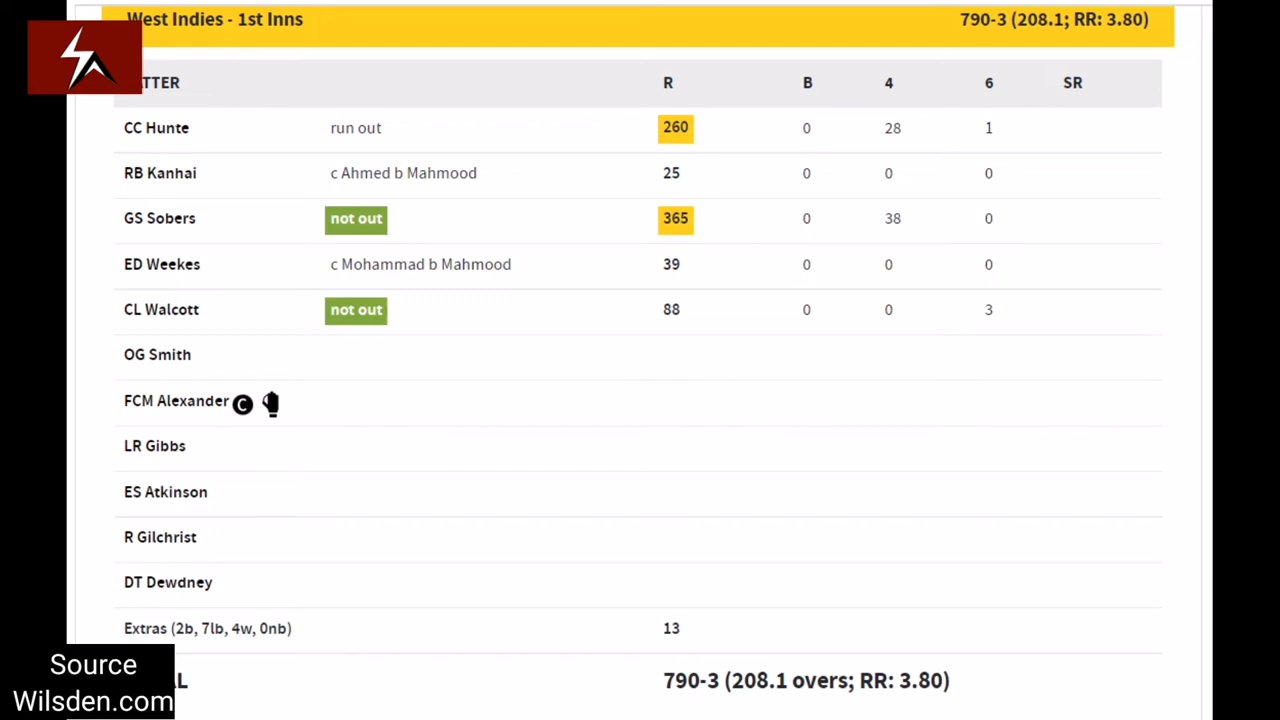 West Indies - 1st Inns 790-3 (208.1; RR: 3.80)
TTER R B 4 6 SR
CC Hunte run out 260 0 28 1
RB Kanhai c Ahmed b Mahmood 25 0 0 0
GS Sobers not out 365 0 38 0
ED Weekes c Mohammad b Mahmood 39 0 0 0
CL Walcott not out 88 0 0 3
OG Smith
FCM Alexander C
LR Gibbs
ES Atkinson
R Gilchrist
DT Dewdney
Extras (2b, 7lb, 4w, 0nb) 13
AL 790-3 (208.1 overs; RR: 3.80)
Source
Wilsden.com